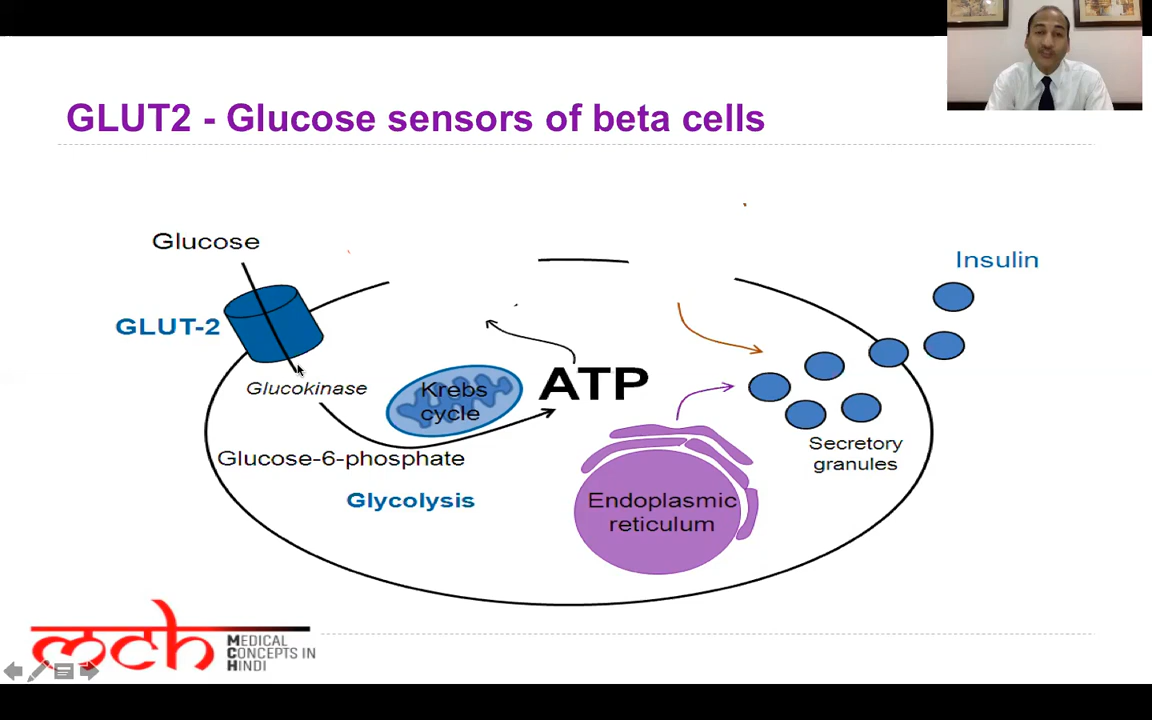 GLUT2 - Glucose sensors of beta cells
Glucose
Insulin
GLUT-2
Glucokinase
Krebs
cycle
ATP
Secretory
granules
Glucose-6-phosphate
Glycolysis
Endoplasmic
reticulum
mch
MEDICAL
CONCEPTS IN
HINDI